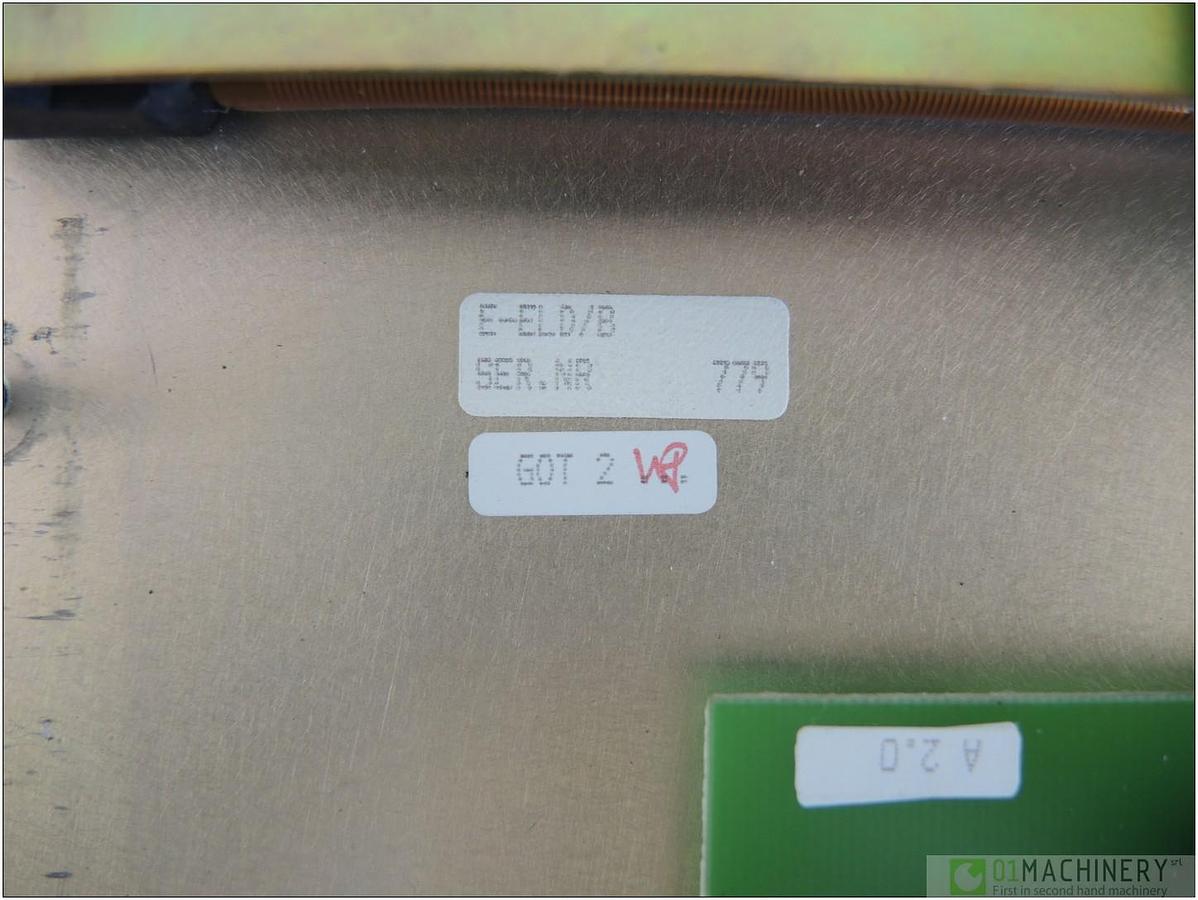 E-ELD/B
SER.NR 779
GOT 2
A 2.0
01MACHINERY srl
First in second hand machinery